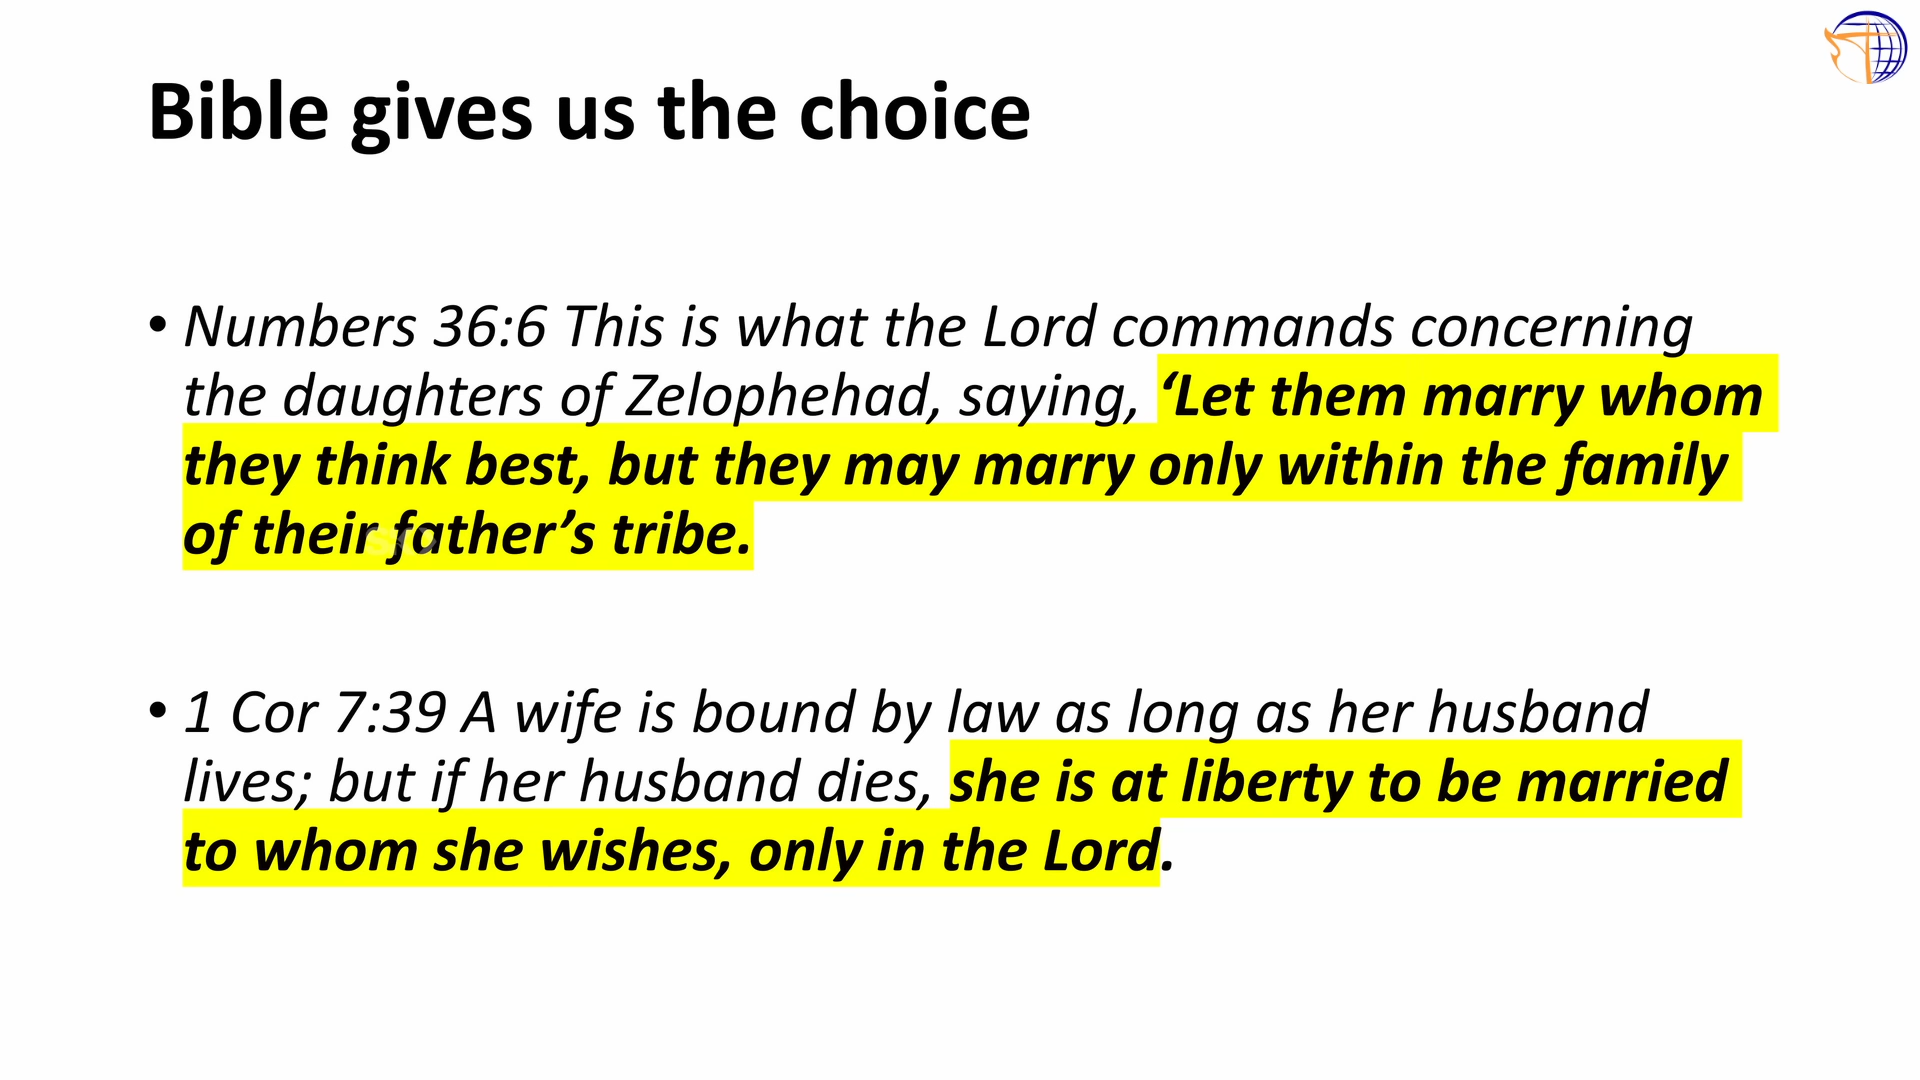 Bible gives us the choice
• Numbers 36:6 This is what the Lord commands concerning
the daughters of Zelophehad, saying, ‘Let them marry whom
they think best, but they may marry only within the family
of their father’s tribe.
• 1 Cor 7:39 A wife is bound by law as long as her husband
lives; but if her husband dies, she is at liberty to be married
to whom she wishes, only in the Lord.